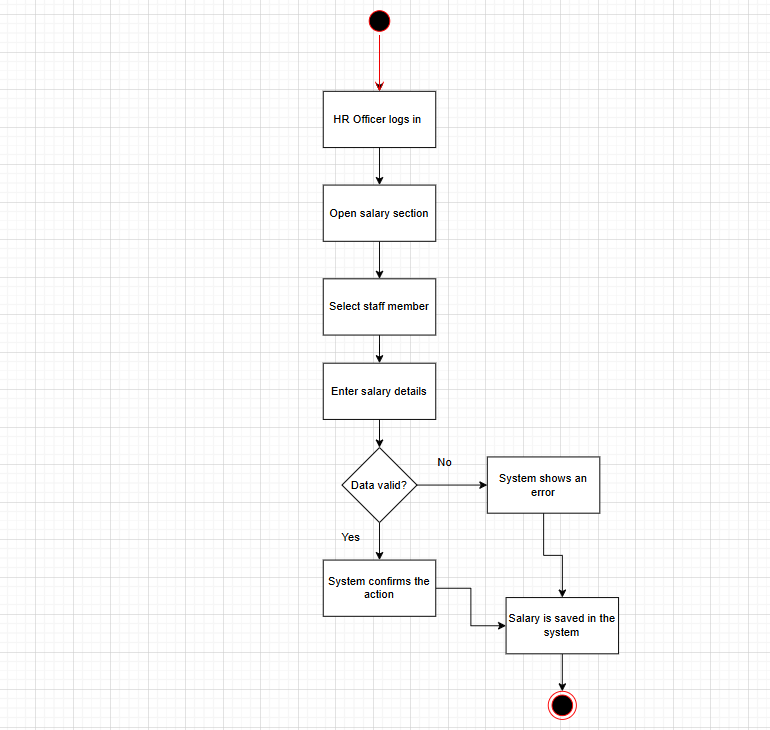 HR Officer logs in
Open salary section
Select staff member
Enter salary details
No
Data valid?
System shows an
error
Yes
System confirms the
action
Salary is saved in the
system